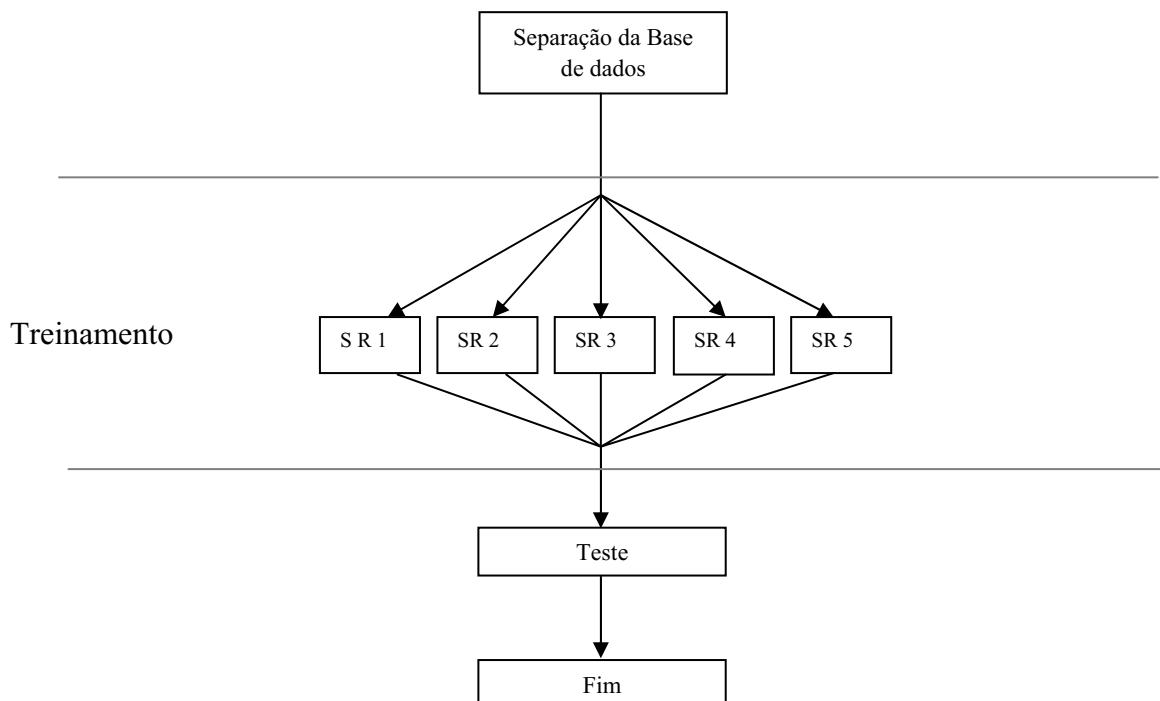 Separação da Base
de dados
Treinamento
S R 1
SR 2
SR 3
SR 4
SR 5
Teste
Fim